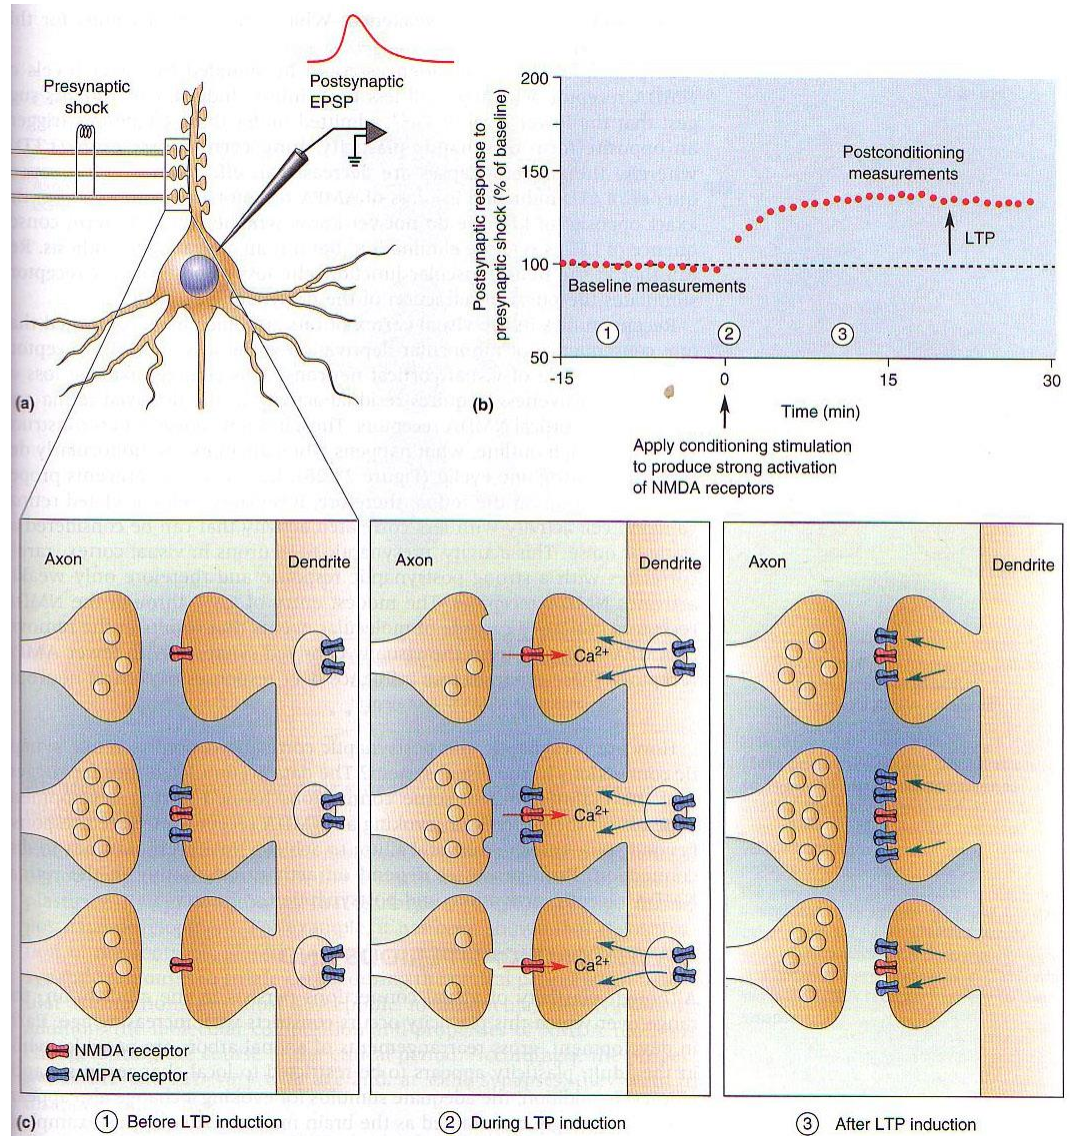 Presynaptic
shock
Postsynaptic
EPSP
(a)
Postsynaptic response to
presynaptic shock (% of baseline)
200
150
100
50
Postconditioning
measurements
LTP
Baseline measurements
1
2
3
-15
0
15
30
(b)
Time (min)
Apply conditioning stimulation
to produce strong activation
of NMDA receptors
Axon
Dendrite
NMDA receptor
AMPA receptor
Axon
Dendrite
Ca2+
Ca2+
Ca2+
Axon
Dendrite
(c)
1 Before LTP induction
2 During LTP induction
3 After LTP induction